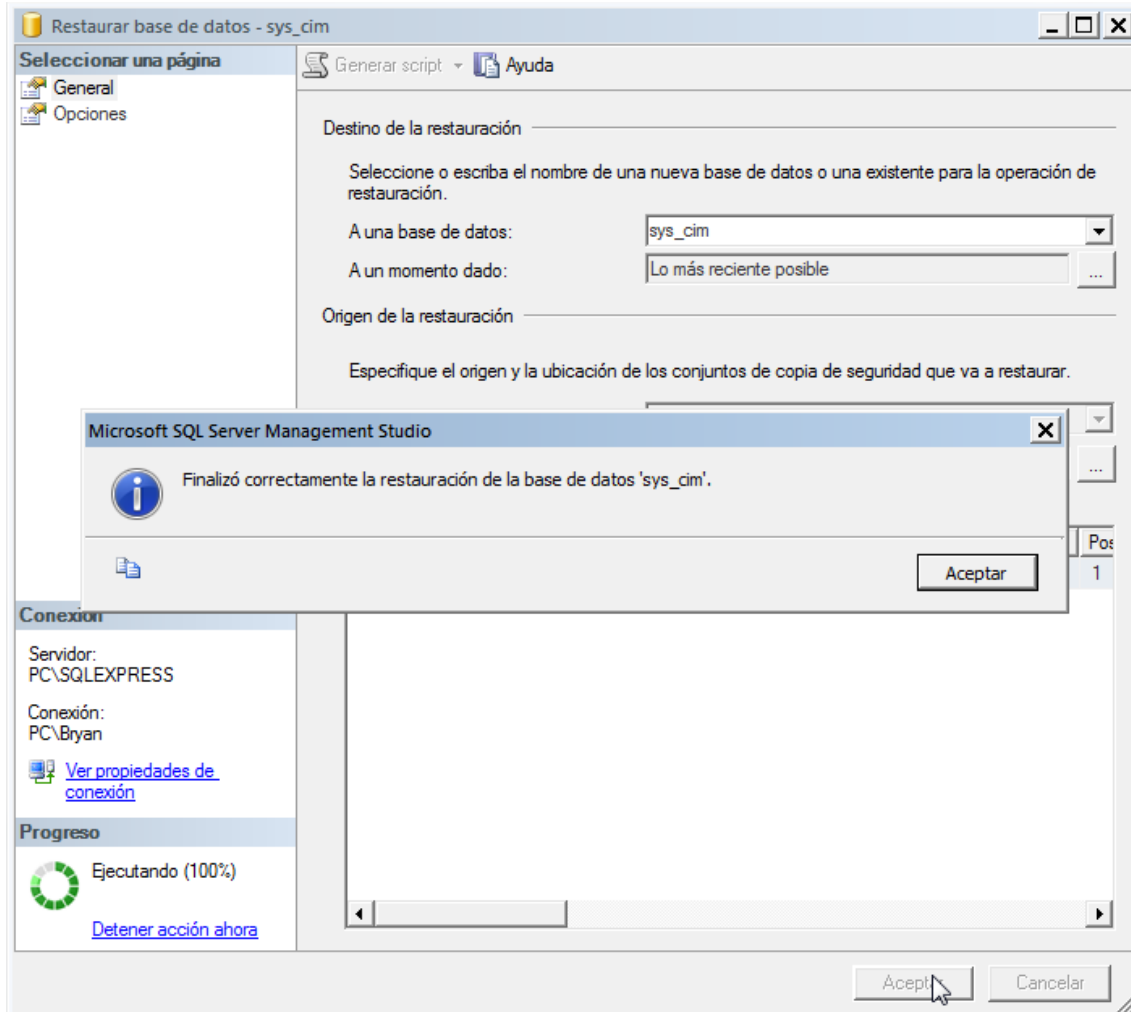 Restaurar base de datos - sys_cim
Seleccionar una página
General
Opciones
Generar script
Ayuda
Destino de la restauración
Seleccione o escriba el nombre de una nueva base de datos o una existente para la operación de
restauración.
A una base de datos:
sys_cim
A un momento dado:
Lo más reciente posible
...
Origen de la restauración
Especifique el origen y la ubicación de los conjuntos de copia de seguridad que va a restaurar.
...
Microsoft SQL Server Management Studio
Finalizó correctamente la restauración de la base de datos 'sys_cim'.
Aceptar
Pos
1
Conexión
Servidor:
PC\SQLEXPRESS
Conexión:
PC\Bryan
Ver propiedades de
conexión
Progreso
Ejecutando (100%)
Detener acción ahora
Aceptar
Cancelar